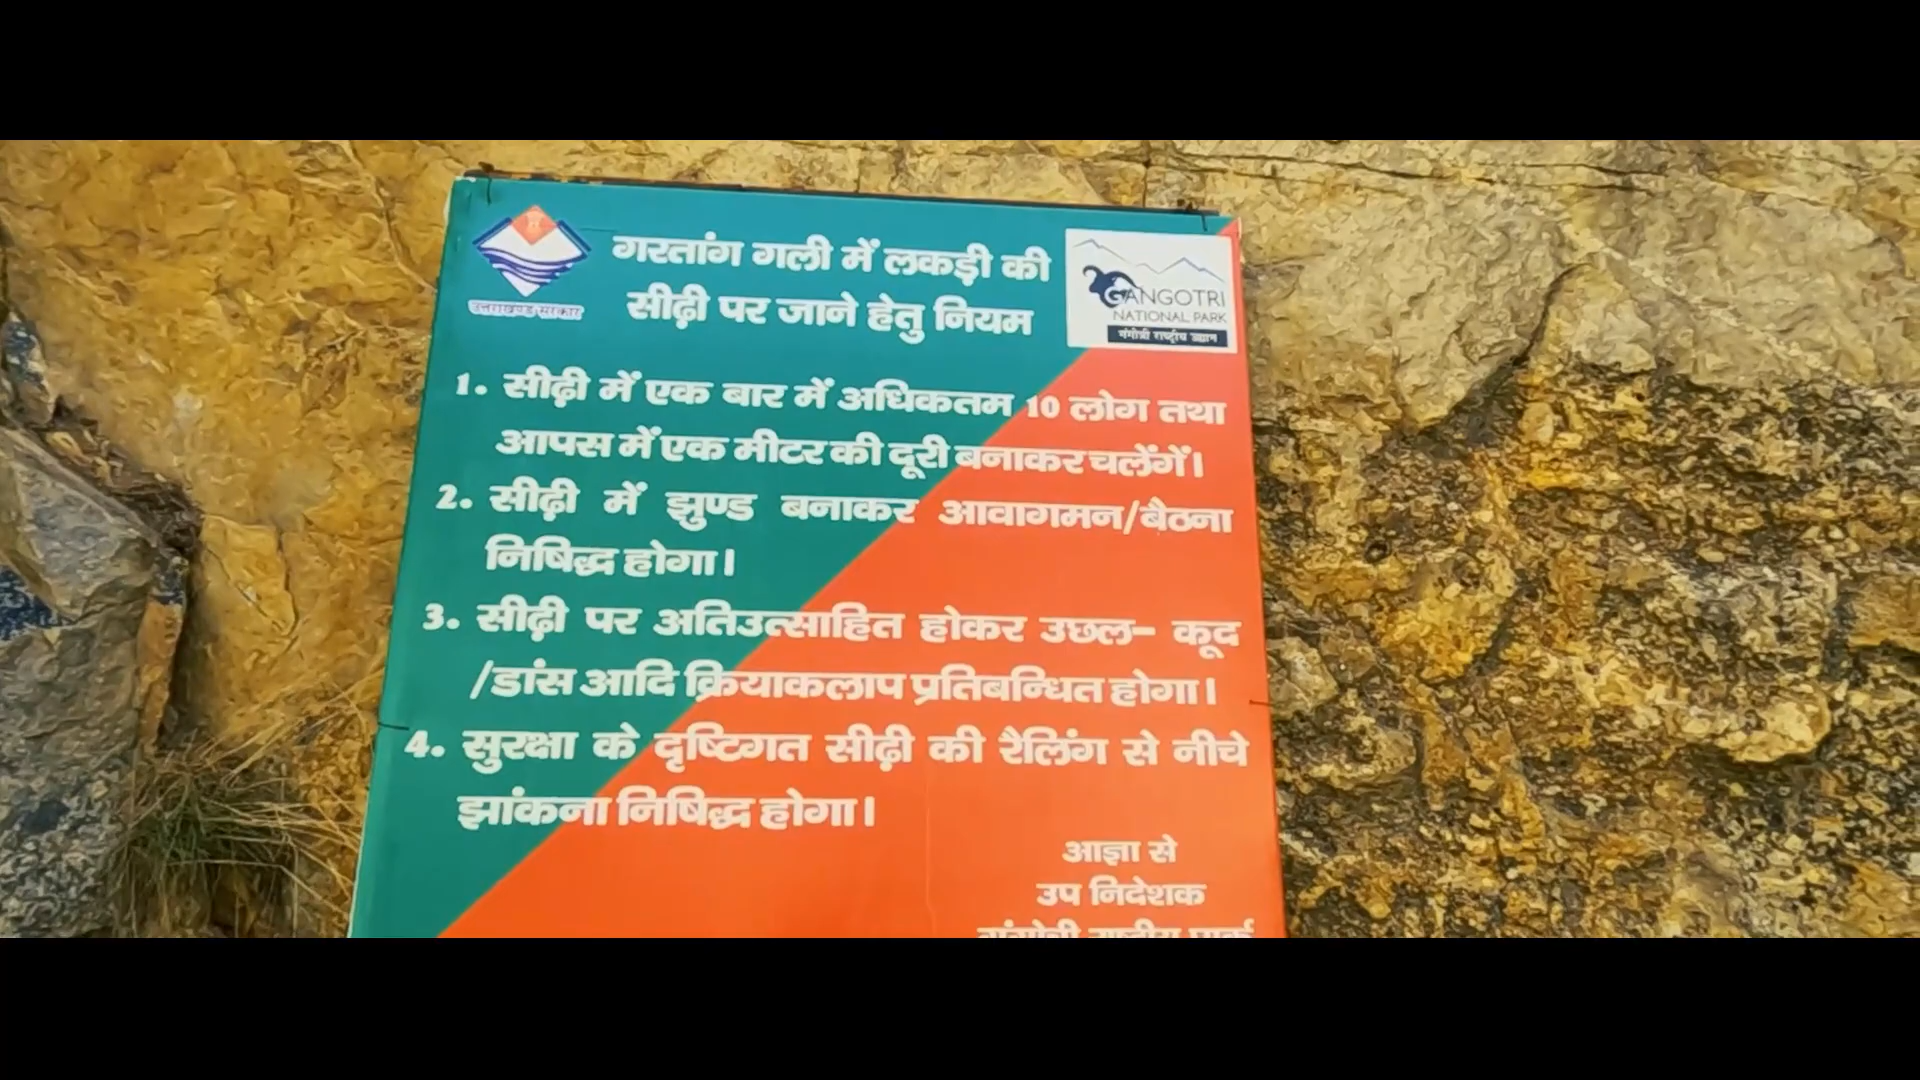 उत्तराखण्ड सरकार
गरतांग गली में लकड़ी की
सीढ़ी पर जाने हेतु नियम
GANGOTRI
NATIONAL PARK
गंगोत्री राष्ट्रीय उद्यान
1. सीढ़ी में एक बार में अधिकतम 10 लोग तथा
आपस में एक मीटर की दूरी बनाकर चलेंगें।
2. सीढ़ी में झुण्ड बनाकर आवागमन/बैठना
निषिद्ध होगा।
3. सीढ़ी पर अतिउत्साहित होकर उछल- कूद
/डांस आदि क्रियाकलाप प्रतिबन्धित होगा।
4. सुरक्षा के दृष्टिगत सीढ़ी की रैलिंग से नीचे
झांकना निषिद्ध होगा।
आज्ञा से
उप निदेशक
गंगोत्री राष्ट्रीय पार्क